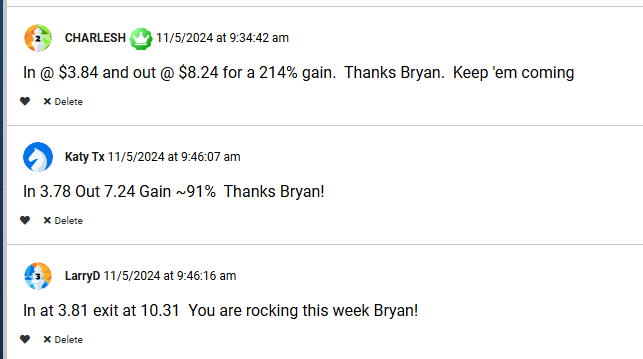 CHARLESH 11/5/2024 at 9:34:42 am
In @ $3.84 and out @ $8.24 for a 214% gain.  Thanks Bryan.  Keep 'em coming
Delete
Katy Tx 11/5/2024 at 9:46:07 am
In 3.78 Out 7.24 Gain ~91%  Thanks Bryan!
Delete
LarryD 11/5/2024 at 9:46:16 am
In at 3.81 exit at 10.31  You are rocking this week Bryan!
Delete